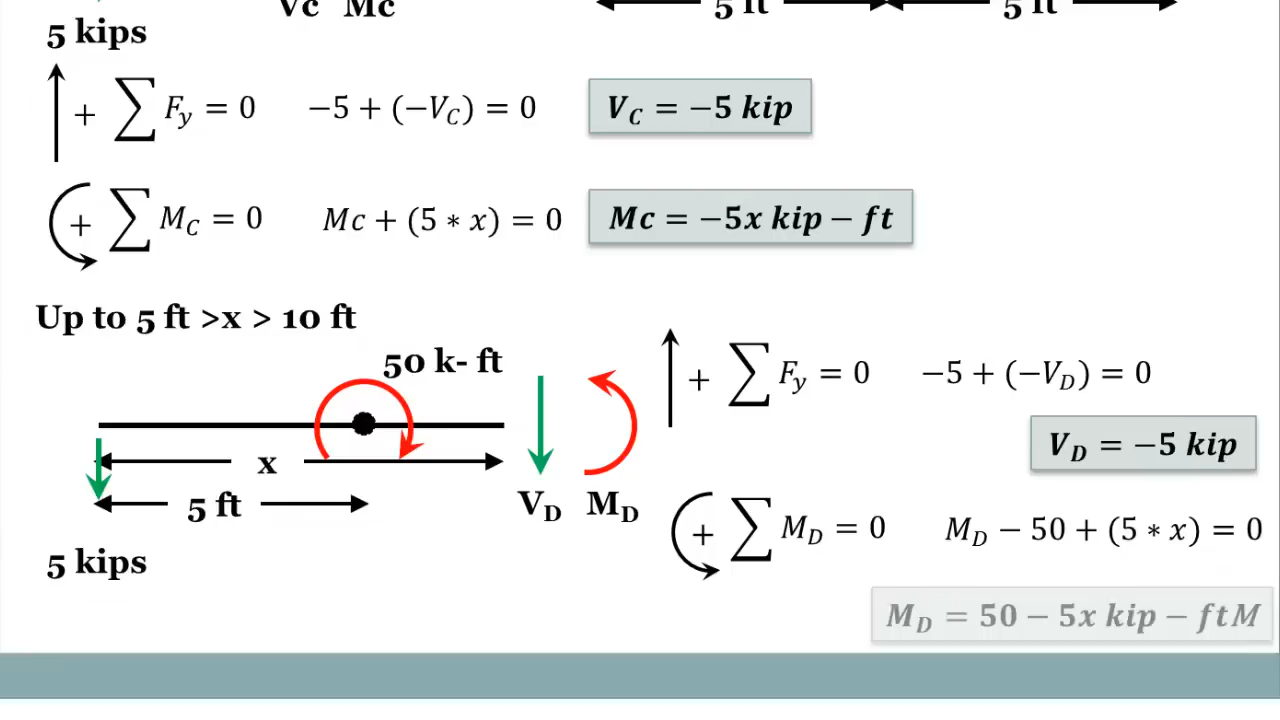 Vc Mc
5 ft 5 ft
5 kips
+ ∑ F_y = 0 −5 + (−V_C) = 0 V_C = −5 kip
+ ∑ M_C = 0 Mc + (5 * x) = 0 Mc = −5x kip − ft
Up to 5 ft >x > 10 ft
50 k- ft
+ ∑ F_y = 0 −5 + (−V_D) = 0
V_D = −5 kip
x
5 ft
V_D M_D
+ ∑ M_D = 0 M_D − 50 + (5 * x) = 0
5 kips
M_D = 50 − 5x kip − ftM